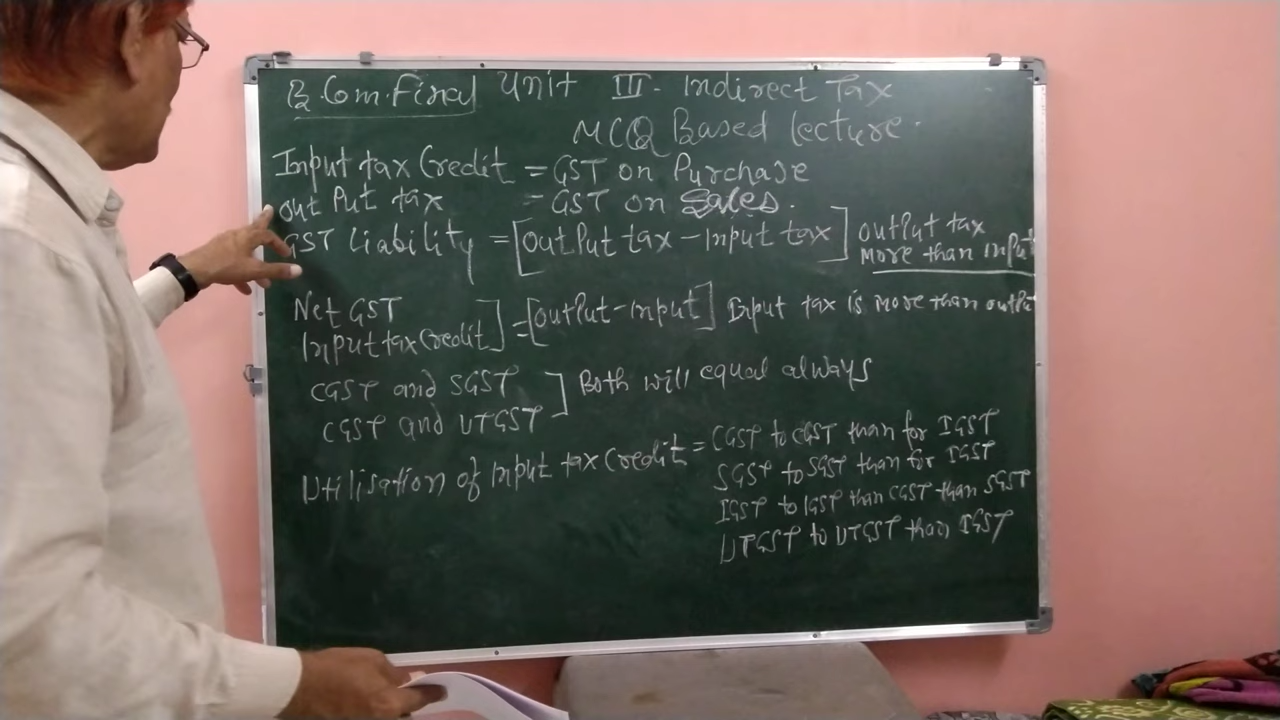 B.Com. Final Unit III. Indirect Tax
MCQ Based lecture.
Input tax Credit = GST on Purchase
Out Put tax = GST on Sales.
GST Liability = [OutPut tax - Input tax] output tax
More than input
Net GST
Input tax Credit] = [output - input] Input tax is more than output
CGST and SGST
CGST and UTGST] Both will equal always
Utilisation of Input tax Credit = CGST to CGST than for IGST
SGST to SGST than for IGST
IGST to IGST than CGST than SGST
UTGST to UTGST than IGST